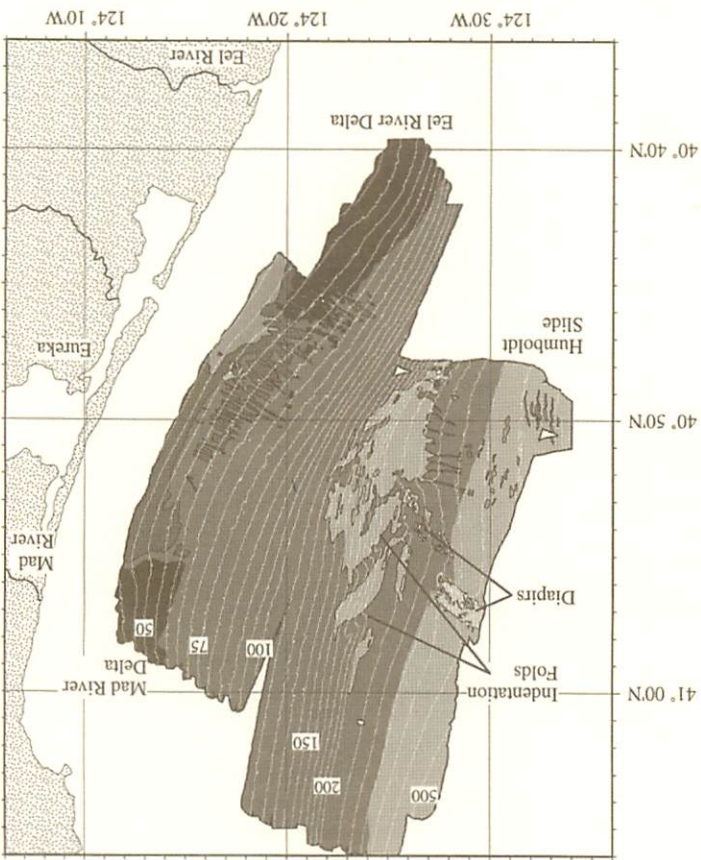 124° 10'W
124° 20'W
124° 30'W
Eel River
Eel River Delta
40° 40'N
Humboldt
Slide
Eureka
40° 50'N
Mad
River
Diapirs
50
75
100
Mad River
Delta
Indentation
Folds
41° 00'N
150
200
500